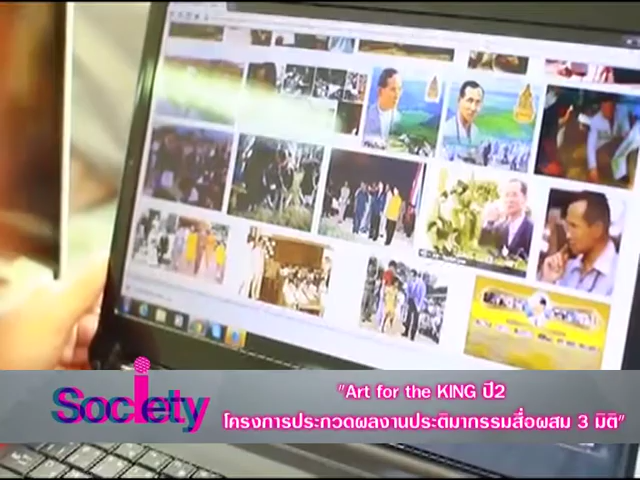 Society
"Art for the KING ปี2
โครงการประกวดผลงานประติมากรรมสื่อผสม 3 มิติ"